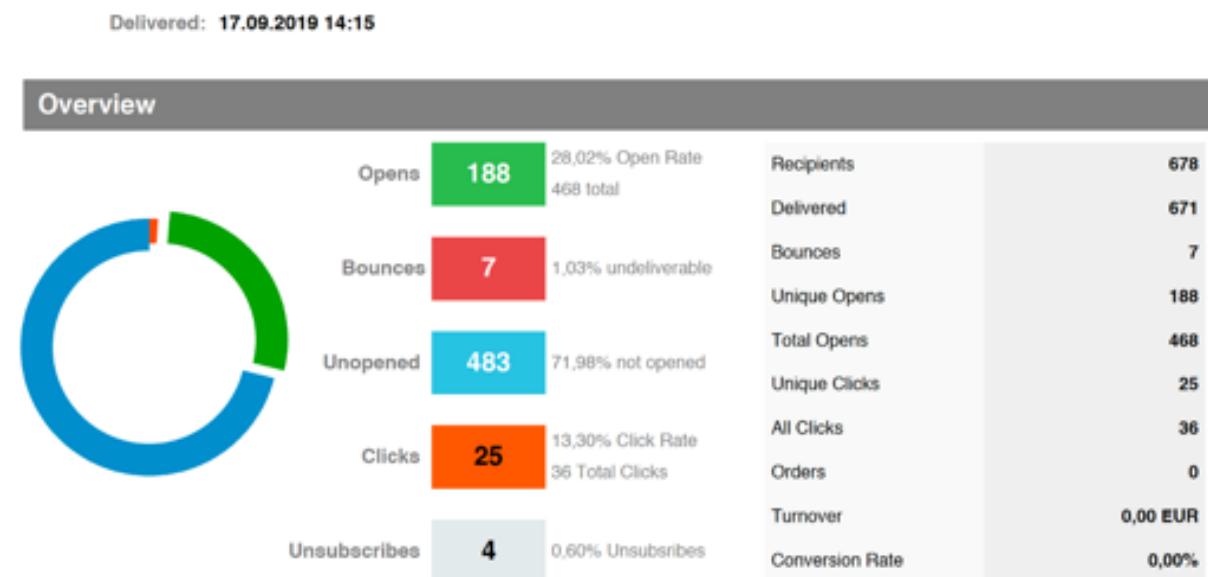 Delivered: 17.09.2019 14:15
Overview
Opens 188 28,02% Open Rate
468 total
Bounces 7 1,03% undeliverable
Unopened 483 71,98% not opened
Clicks 25 13,30% Click Rate
36 Total Clicks
Unsubscribes 4 0,60% Unsubsribes
Recipients 678
Delivered 671
Bounces 7
Unique Opens 188
Total Opens 468
Unique Clicks 25
All Clicks 36
Orders 0
Turnover 0,00 EUR
Conversion Rate 0,00%